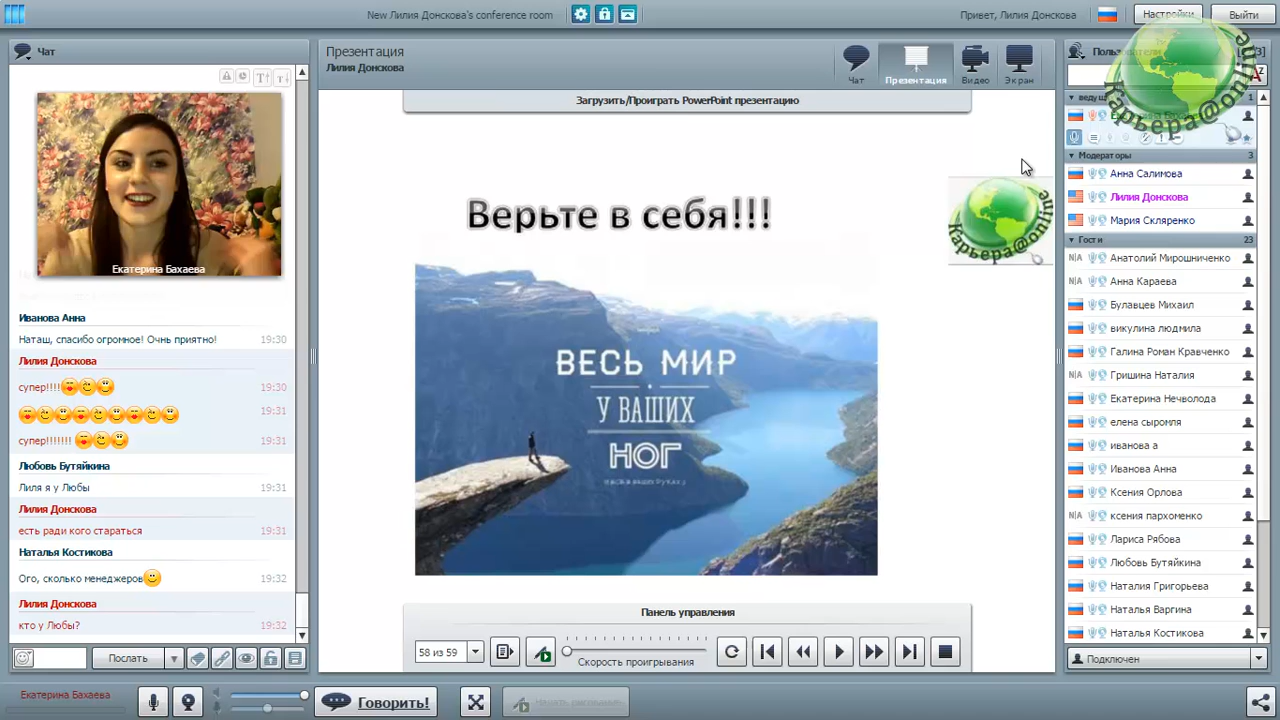 New Лилия Донскова's conference room
Привет, Лилия Донскова
Настройки
Выйти
Чат
Екатерина Бахаева
Иванова Анна
Наташ, спасибо огромное! Очнь приятно!
19:30
Лилия Донскова
супер!!!!
19:30
19:31
супер!!!!!!!
19:31
Любовь Бутяйкина
Лиля я у Любы
19:31
Лилия Донскова
есть ради кого стараться
19:31
Наталья Костикова
Ого, сколько менеджеров
19:32
Лилия Донскова
кто у Любы?
19:32
Послать
Презентация
Лилия Донскова
Чат
Презентация
Видео
Экран
Загрузить/Проиграть PowerPoint презентацию
Верьте в себя!!!
Карьера@online
ВЕСЬ МИР
У ВАШИХ
НОГ
Панель управления
58 из 59
Скорость проигрывания
Карьера@online
1
Модераторы
3
Анна Салимова
Лилия Донскова
Мария Скляренко
Гости
23
N\A Анатолий Мирошниченко
N\A Анна Караева
Булавцев Михаил
викулина людмила
Галина Роман Кравченко
N\A Гришина Наталия
Екатерина Нечволода
елена сыромля
иванова а
Иванова Анна
Ксения Орлова
N\A ксения пархоменко
Лариса Рябова
Любовь Бутяйкина
Наталия Григорьева
Наталья Варгина
Наталья Костикова
Подключен
Екатерина Бахаева
Говорить!